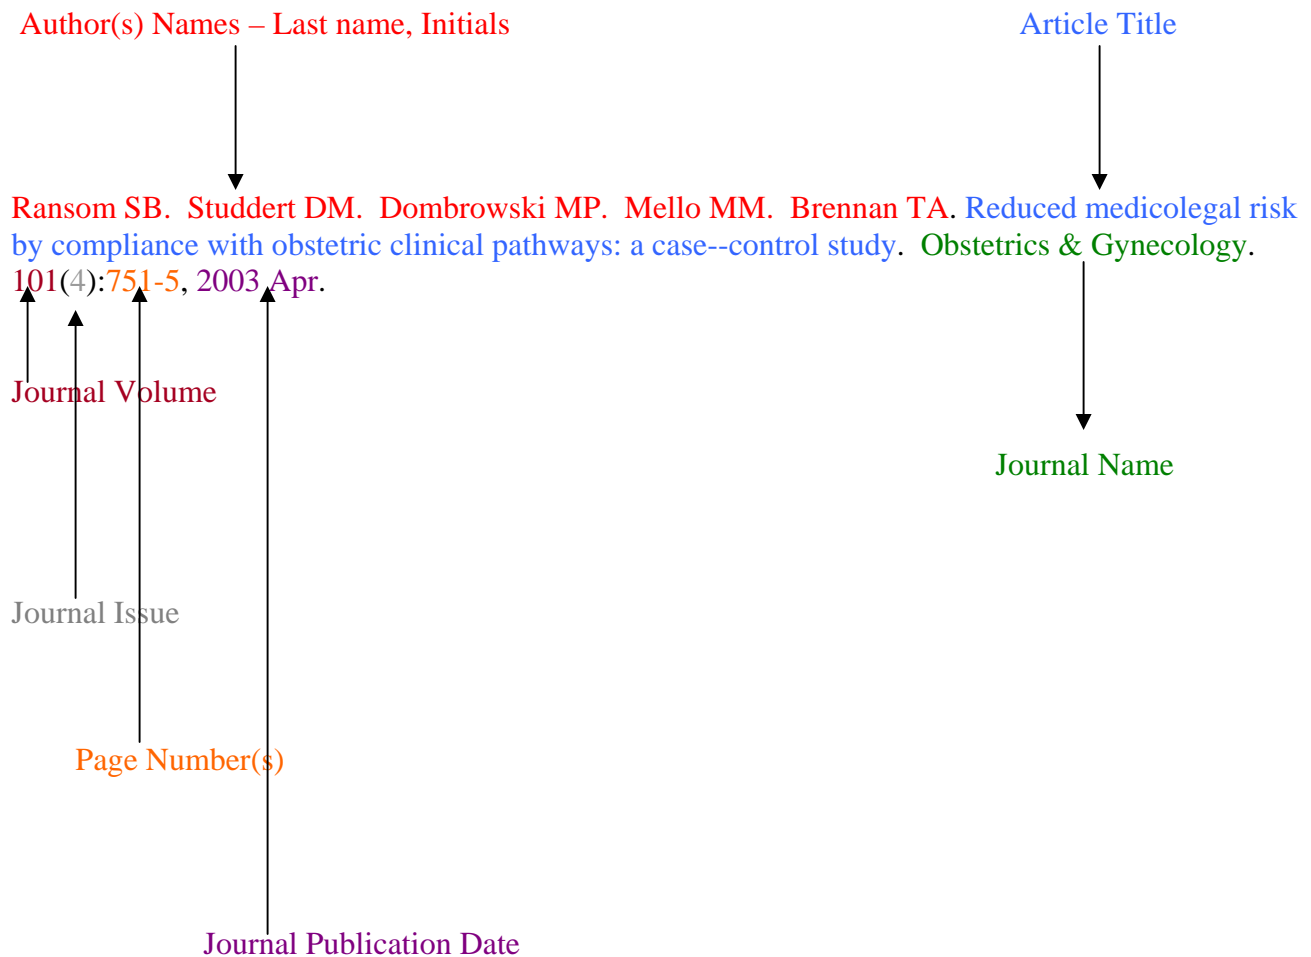 Author(s) Names – Last name, Initials
Article Title
Ransom SB.  Studdert DM.  Dombrowski MP.  Mello MM.  Brennan TA. Reduced medicolegal risk
by compliance with obstetric clinical pathways: a case--control study.  Obstetrics & Gynecology.
101(4):751-5, 2003 Apr.
Journal Volume
Journal Name
Journal Issue
Page Number(s)
Journal Publication Date